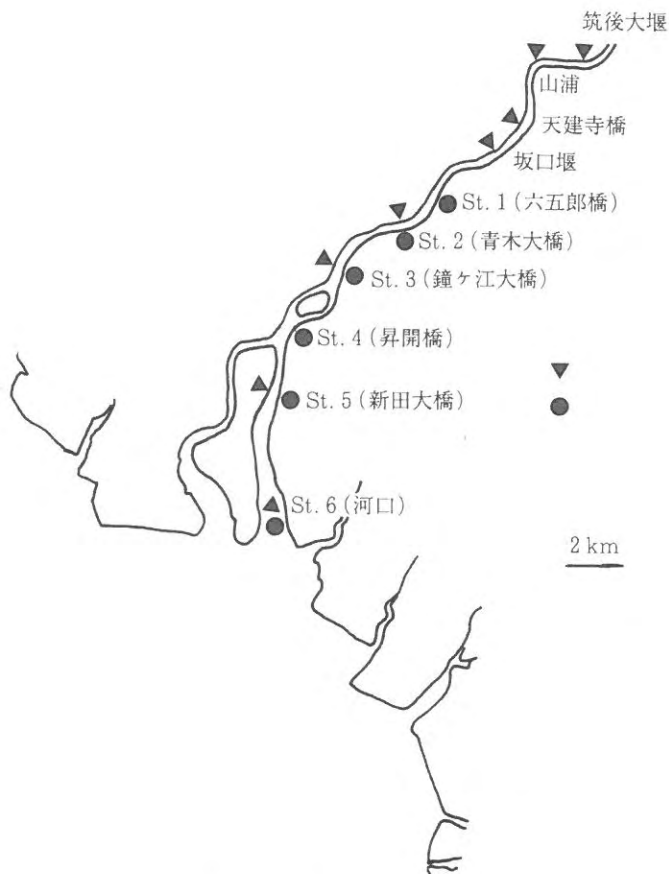 筑後大堰
山浦
天建寺橋
坂口堰
St. 1 (六五郎橋)
St. 2 (青木大橋)
St. 3 (鐘ヶ江大橋)
St. 4 (昇開橋)
St. 5 (新田大橋)
St. 6 (河口)
2 km